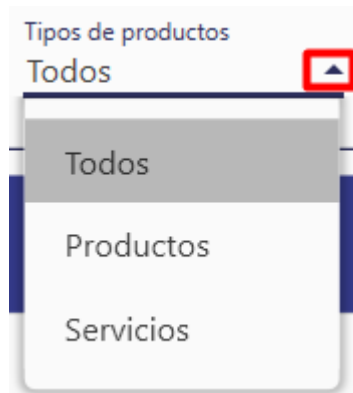 Tipos de productos
Todos
Todos
Productos
Servicios